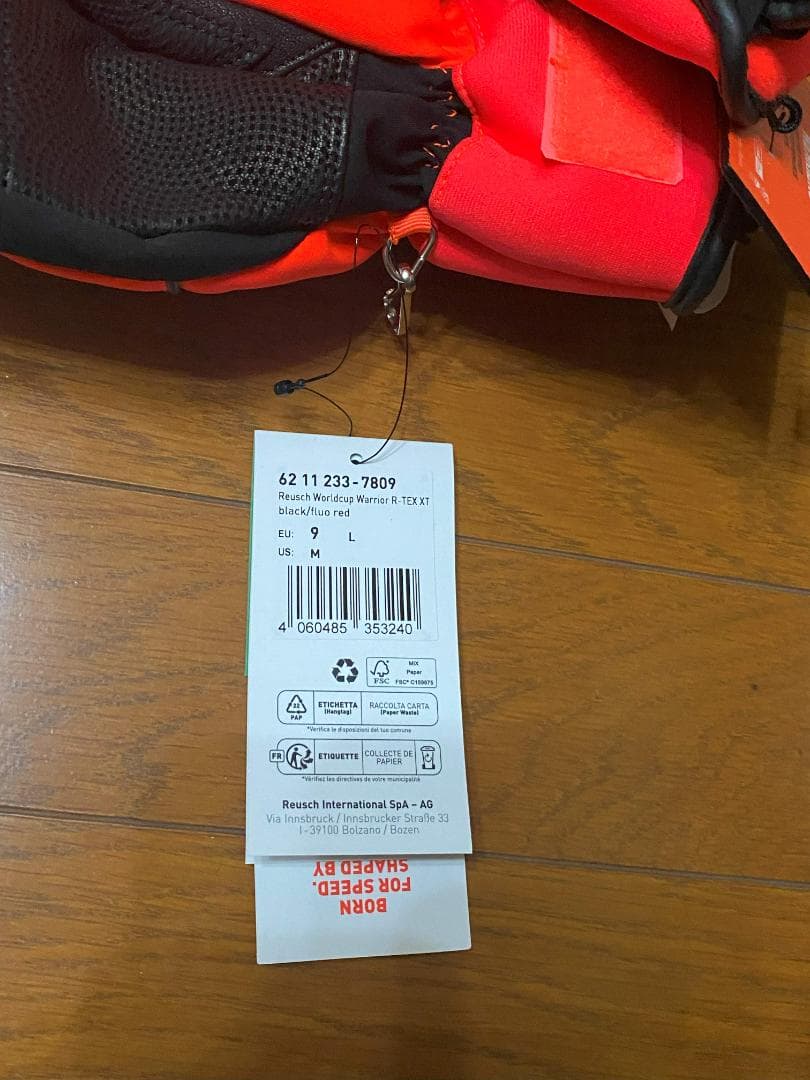 62 11 233-7809
Reusch Worldcup Warrior R-TEX XT
black/fluo red
EU: 9 L
US: M
4 060485 353240
MIX
Paper
FSC
FSC® C159675
22
PAP
ETICHETTA
(Hangtag)
RACCOLTA CARTA
(Paper Waste)
*Verifica le disposizioni del tuo comune
FR
ETIQUETTE
COLLECTE DE
PAPIER
*Vérifiez les directives de votre municipalité
Reusch International SpA – AG
Via Innsbruck / Innsbrucker Straße 33
I-39100 Bolzano / Bozen
BORN
FOR SPEED.
SHAPED BY